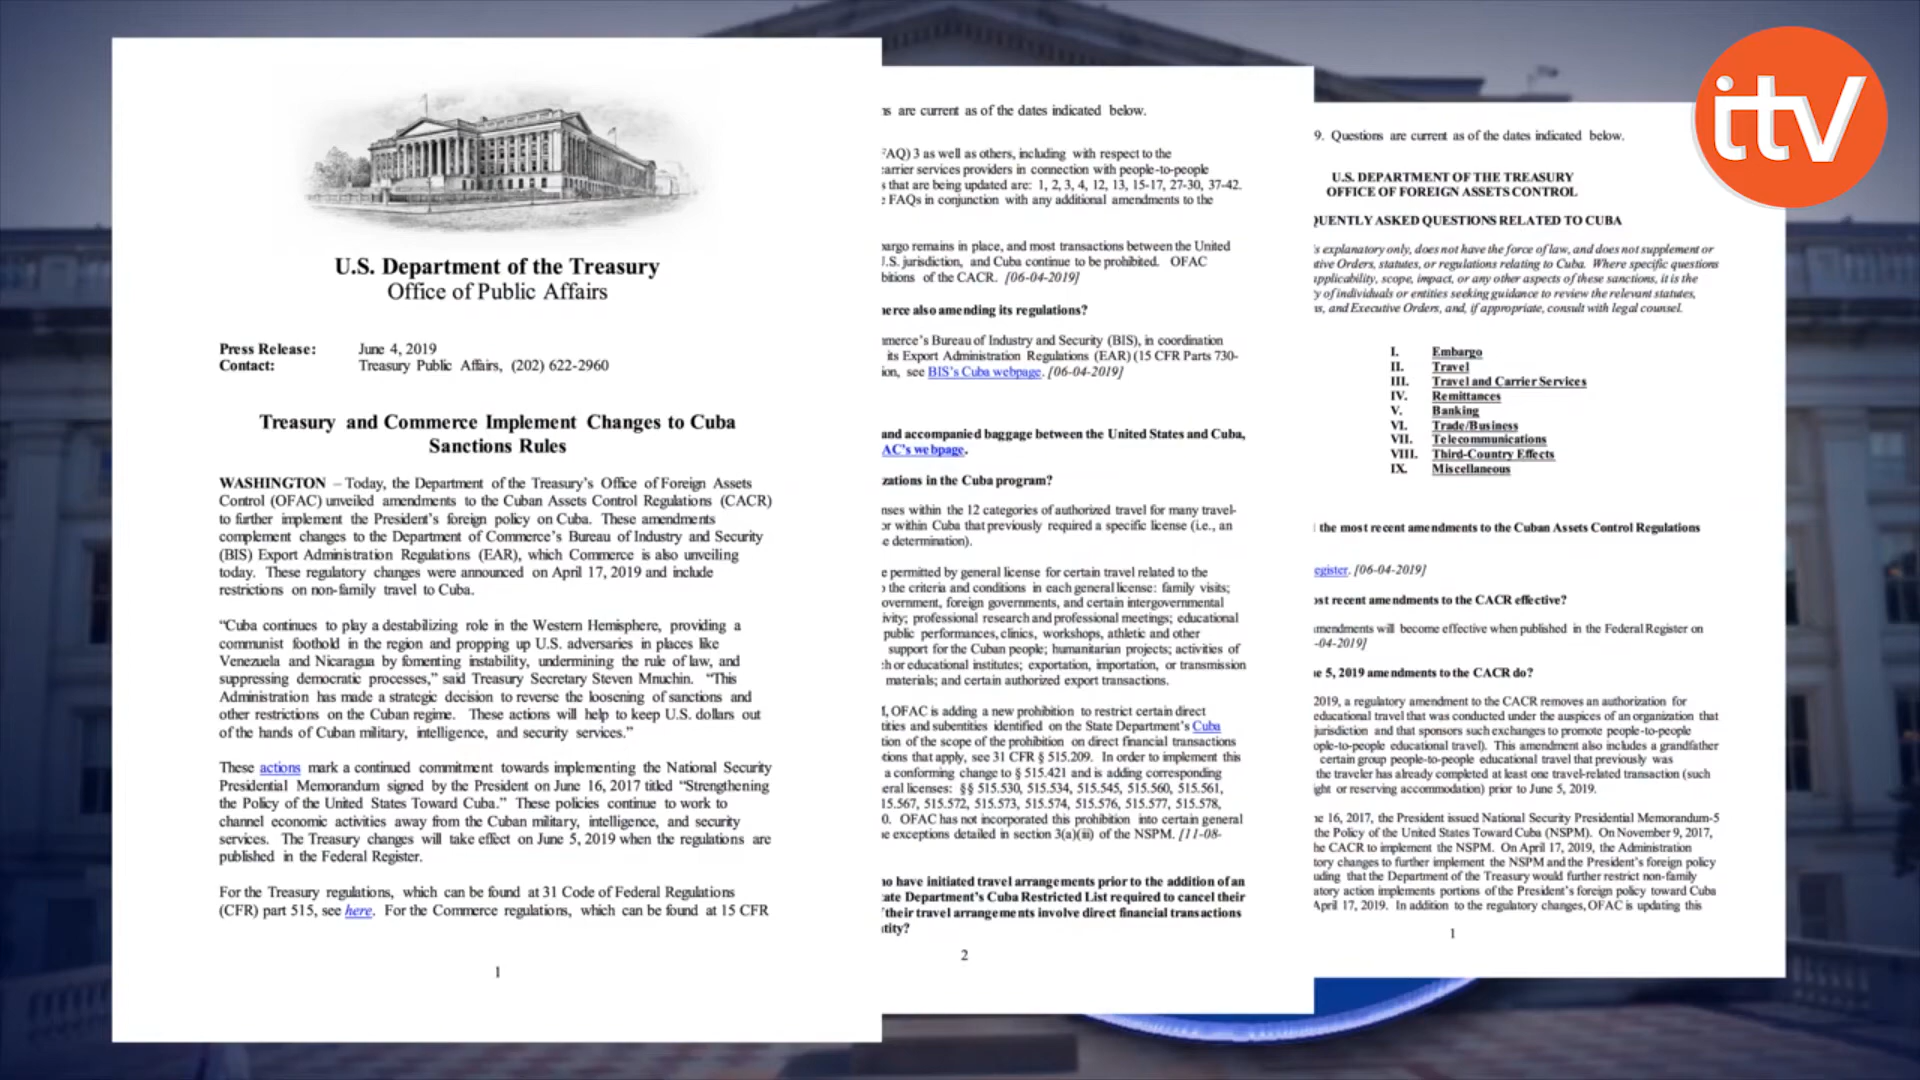 U.S. Department of the Treasury
Office of Public Affairs
Press Release: June 4, 2019
Contact: Treasury Public Affairs, (202) 622-2960
Treasury and Commerce Implement Changes to Cuba
Sanctions Rules
WASHINGTON – Today, the Department of the Treasury's Office of Foreign Assets
Control (OFAC) unveiled amendments to the Cuban Assets Control Regulations (CACR)
to further implement the President's foreign policy on Cuba. These amendments
complement changes to the Department of Commerce's Bureau of Industry and Security
(BIS) Export Administration Regulations (EAR), which Commerce is also unveiling
today. These regulatory changes were announced on April 17, 2019 and include
restrictions on non-family travel to Cuba.
“Cuba continues to play a destabilizing role in the Western Hemisphere, providing a
communist foothold in the region and propping up U.S. adversaries in places like
Venezuela and Nicaragua by fomenting instability, undermining the rule of law, and
suppressing democratic processes,” said Treasury Secretary Steven Mnuchin. “This
Administration has made a strategic decision to reverse the loosening of sanctions and
other restrictions on the Cuban regime. These actions will help to keep U.S. dollars out
of the hands of Cuban military, intelligence, and security services.”
These actions mark a continued commitment towards implementing the National Security
Presidential Memorandum signed by the President on June 16, 2017 titled “Strengthening
the Policy of the United States Toward Cuba.” These policies continue to work to
channel economic activities away from the Cuban military, intelligence, and security
services. The Treasury changes will take effect on June 5, 2019 when the regulations are
published in the Federal Register.
For the Treasury regulations, which can be found at 31 Code of Federal Regulations
(CFR) part 515, see here. For the Commerce regulations, which can be found at 15 CFR
1
are current as of the dates indicated below.
FAQ) 3 as well as others, including with respect to the
carrier services providers in connection with people-to-people
s that are being updated are: 1, 2, 3, 4, 12, 13, 15-17, 27-30, 37-42.
FAQs in conjunction with any additional amendments to the
bargo remains in place, and most transactions between the United
U.S. jurisdiction, and Cuba continue to be prohibited. OFAC
bitions of the CACR. [06-04-2019]
merce also amending its regulations?
mmerce's Bureau of Industry and Security (BIS), in coordination
its Export Administration Regulations (EAR) (15 CFR Parts 730-
ion, see BIS's Cuba webpage. [06-04-2019]
and accompanied baggage between the United States and Cuba,
AC's webpage.
zations in the Cuba program?
nses within the 12 categories of authorized travel for many travel-
or within Cuba that previously required a specific license (i.e., an
e determination).
e permitted by general license for certain travel related to the
o the criteria and conditions in each general license: family visits;
overnment, foreign governments, and certain intergovernmental
ivity; professional research and professional meetings; educational
public performances, clinics, workshops, athletic and other
support for the Cuban people; humanitarian projects; activities of
ch or educational institutes; exportation, importation, or transmission
materials; and certain authorized export transactions.
, OFAC is adding a new prohibition to restrict certain direct
tities and subentities identified on the State Department's Cuba
tion of the scope of the prohibition on direct financial transactions
tions that apply, see 31 CFR § 515.209. In order to implement this
a conforming change to § 515.421 and is adding corresponding
eral licenses: §§ 515.530, 515.534, 515.545, 515.560, 515.561,
15.567, 515.572, 515.573, 515.574, 515.576, 515.577, 515.578,
0. OFAC has not incorporated this prohibition into certain general
e exceptions detailed in section 3(a)(iii) of the NSPM. [11-08-
ho have initiated travel arrangements prior to the addition of an
ate Department's Cuba Restricted List required to cancel their
their travel arrangements involve direct financial transactions
ntity?
2
9. Questions are current as of the dates indicated below.
U.S. DEPARTMENT OF THE TREASURY
OFFICE OF FOREIGN ASSETS CONTROL
QUENTLY ASKED QUESTIONS RELATED TO CUBA
s explanatory only, does not have the force of law, and does not supplement or
tive Orders, statutes, or regulations relating to Cuba. Where specific questions
applicability, scope, impact, or any other aspects of these sanctions, it is the
y of individuals or entities seeking guidance to review the relevant statutes,
ns, and Executive Orders, and, if appropriate, consult with legal counsel.
I. Embargo
II. Travel
III. Travel and Carrier Services
IV. Remittances
V. Banking
VI. Trade/Business
VII. Telecommunications
VIII. Third-Country Effects
IX. Miscellaneous
the most recent amendments to the Cuban Assets Control Regulations
egister. [06-04-2019]
ost recent amendments to the CACR effective?
mendments will become effective when published in the Federal Register on
-04-2019]
e 5, 2019 amendments to the CACR do?
2019, a regulatory amendment to the CACR removes an authorization for
educational travel that was conducted under the auspices of an organization that
jurisdiction and that sponsors such exchanges to promote people-to-people
ople-to-people educational travel). This amendment also includes a grandfather
certain group people-to-people educational travel that previously was
the traveler has already completed at least one travel-related transaction (such
ght or reserving accommodation) prior to June 5, 2019.
ne 16, 2017, the President issued National Security Presidential Memorandum-5
the Policy of the United States Toward Cuba (NSPM). On November 9, 2017,
he CACR to implement the NSPM. On April 17, 2019, the Administration
tory changes to further implement the NSPM and the President's foreign policy
uding that the Department of the Treasury would further restrict non-family
atory action implements portions of the President's foreign policy toward Cuba
April 17, 2019. In addition to the regulatory changes, OFAC is updating this
1
itv